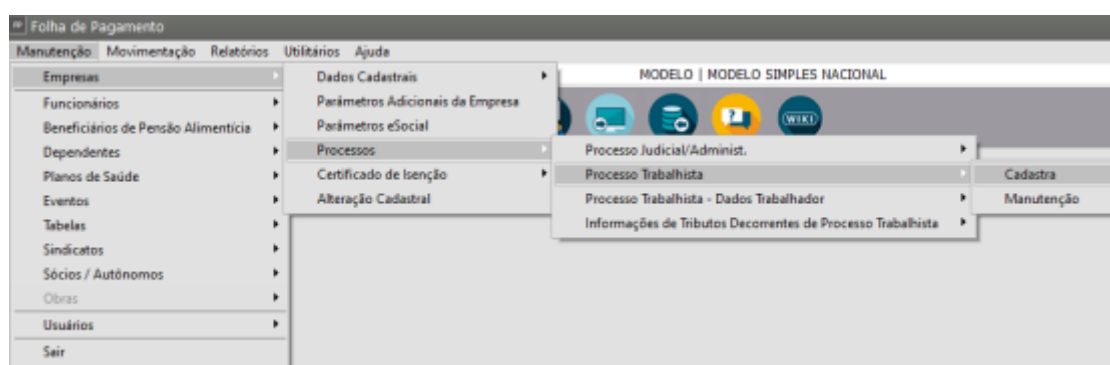 Folha de Pagamento
Manutenção Movimentação Relatórios Utilitários Ajuda
Empresas
Funcionários
Beneficiários de Pensão Alimentícia
Dependentes
Planos de Saúde
Eventos
Tabelas
Sindicatos
Sócios / Autônomos
Obras
Usuários
Sair
Dados Cadastrais
Parâmetros Adicionais da Empresa
Parâmetros eSocial
Processos
Certificado de Isenção
Alteração Cadastral
MODELO | MODELO SIMPLES NACIONAL
WIKI
Processo Judicial/Administ.
Processo Trabalhista
Processo Trabalhista - Dados Trabalhador
Informações de Tributos Decorrentes de Processo Trabalhista
Cadastra
Manutenção